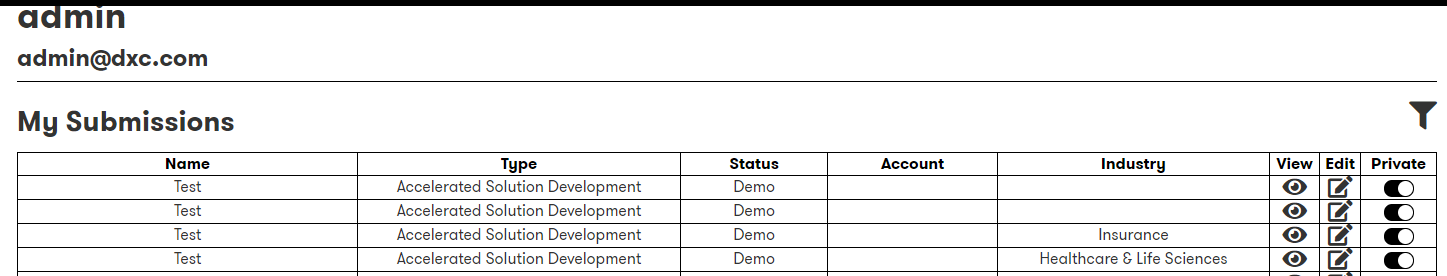 admin
admin@dxc.com
My Submissions
Name Type Status Account Industry View Edit Private
Test Accelerated Solution Development Demo
Test Accelerated Solution Development Demo
Test Accelerated Solution Development Demo Insurance
Test Accelerated Solution Development Demo Healthcare & Life Sciences